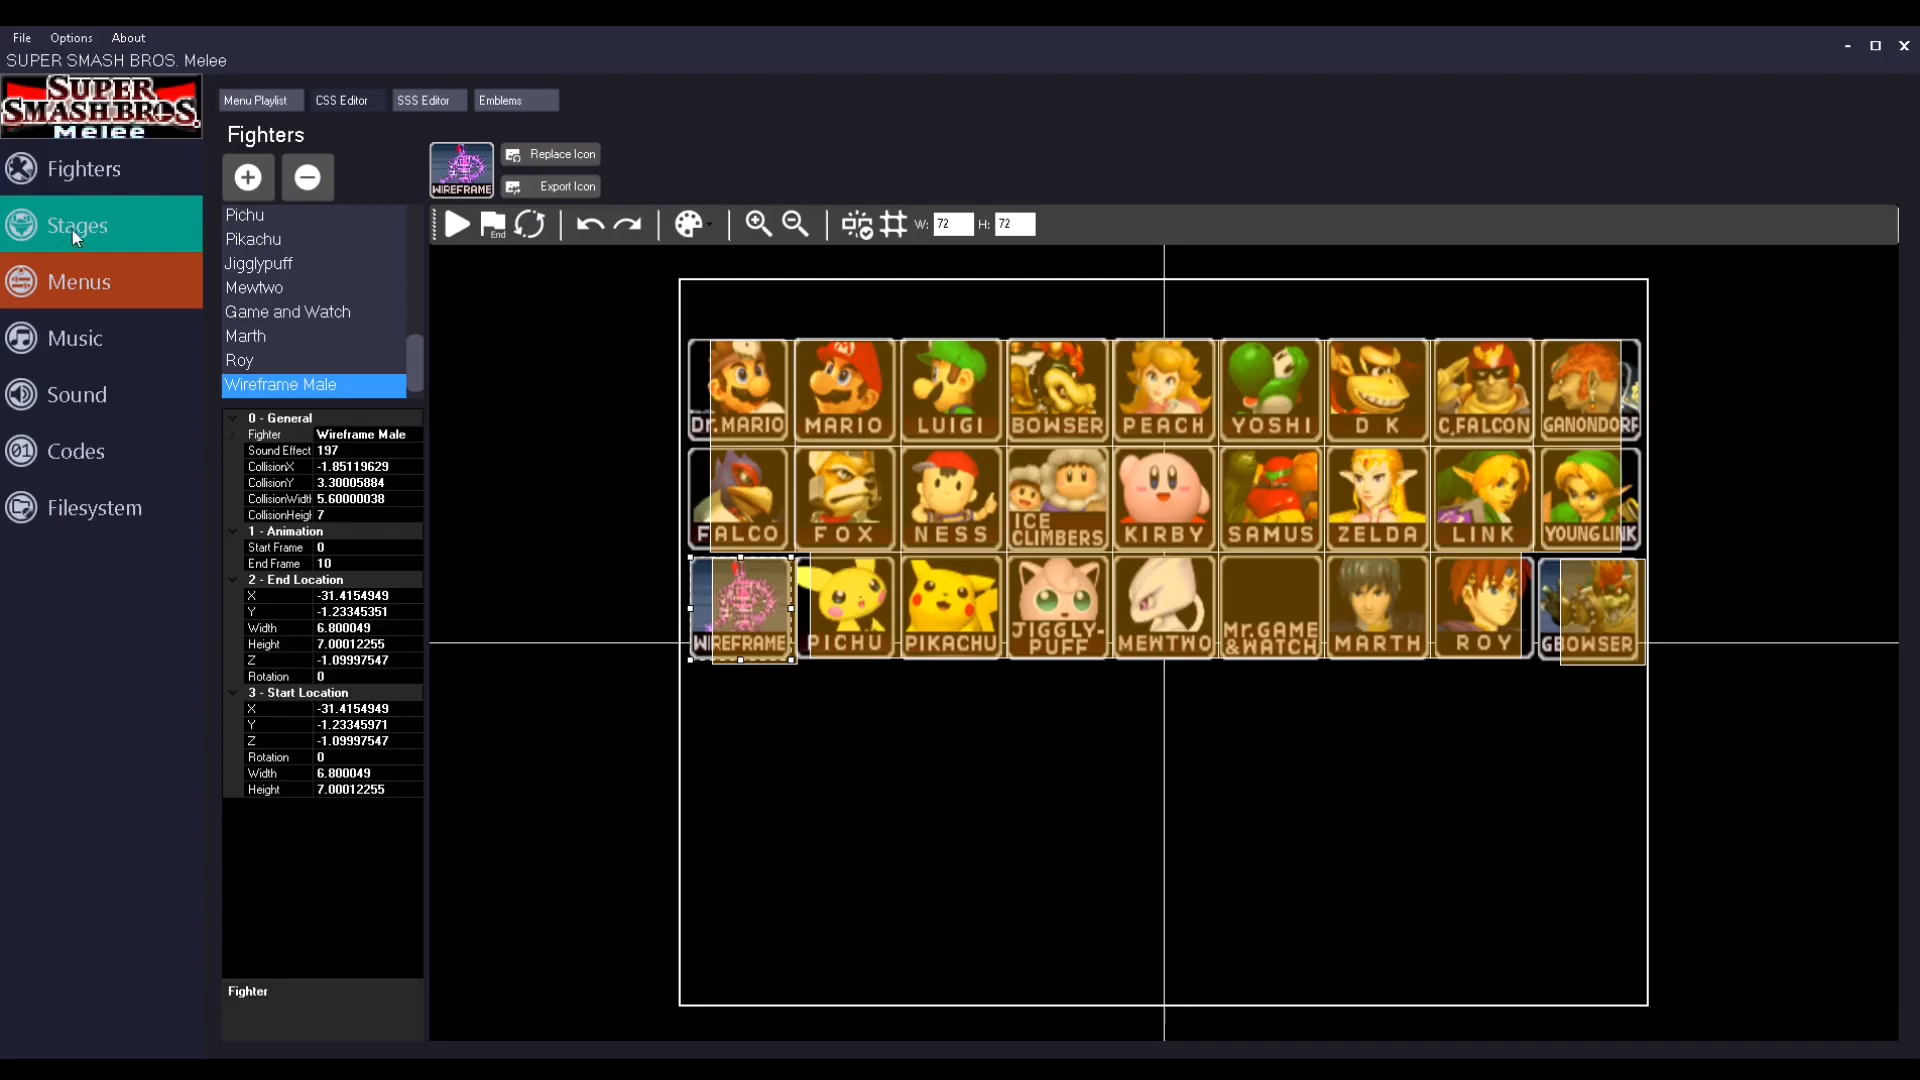 File Options About
SUPER SMASH BROS. Melee
- X
SUPER
SMASH BROS.
Melee
Fighters
Stages
Menus
Music
Sound
Codes
Filesystem
Menu Playlist CSS Editor SSS Editor Emblems
Fighters
WIREFRAME
Replace Icon
Export Icon
End W: 72 H: 72
Pichu
Pikachu
Jigglypuff
Mewtwo
Game and Watch
Marth
Roy
Wireframe Male
0 - General
Fighter Wireframe Male
Sound Effect 197
CollisionX -1.85119629
CollisionY 3.30005884
CollisionWidth 5.60000038
CollisionHeigh 7
1 - Animation
Start Frame 0
End Frame 10
2 - End Location
X -31.4154949
Y -1.23345351
Width 6.800049
Height 7.00012255
Z -1.09997547
Rotation 0
3 - Start Location
X -31.4154949
Y -1.23345971
Z -1.09997547
Rotation 0
Width 6.800049
Height 7.00012255
Fighter
Dr.MARIO MARIO LUIGI BOWSER PEACH YOSHI D K C.FALCON GANONDORF
FALCO FOX NESS ICE CLIMBERS KIRBY SAMUS ZELDA LINK YOUNG LINK
WIREFRAME PICHU PIKACHU JIGGLY-PUFF MEWTWO Mr.GAME &WATCH MARTH ROY GBOWSER